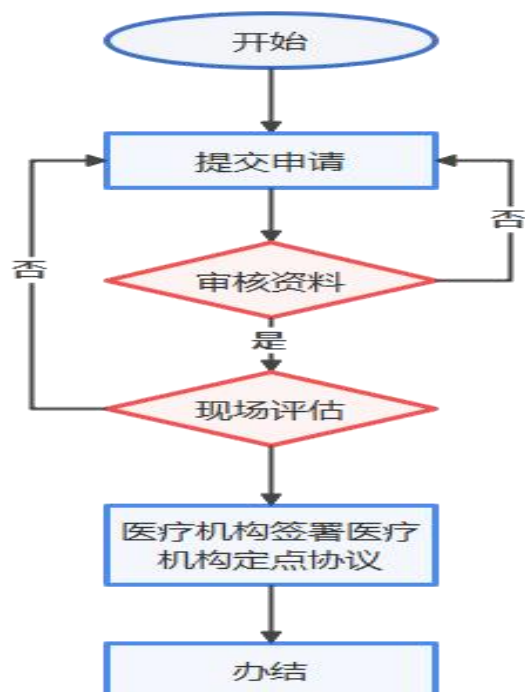 开始
提交申请
否
否
审核资料
是
现场评估
医疗机构签署医疗
机构定点协议
办结